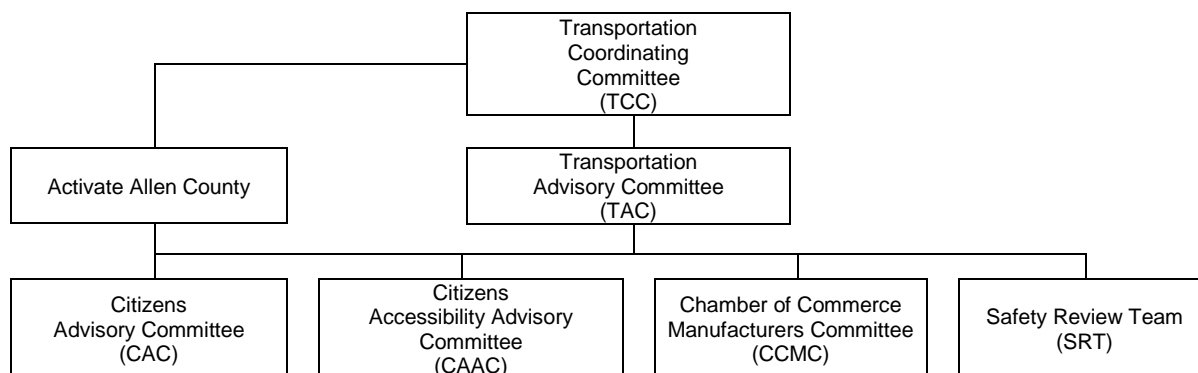 Transportation
Coordinating
Committee
(TCC)
Activate Allen County
Transportation
Advisory Committee
(TAC)
Citizens
Advisory Committee
(CAC)
Citizens
Accessibility Advisory
Committee
(CAAC)
Chamber of Commerce
Manufacturers Committee
(CCMC)
Safety Review Team
(SRT)